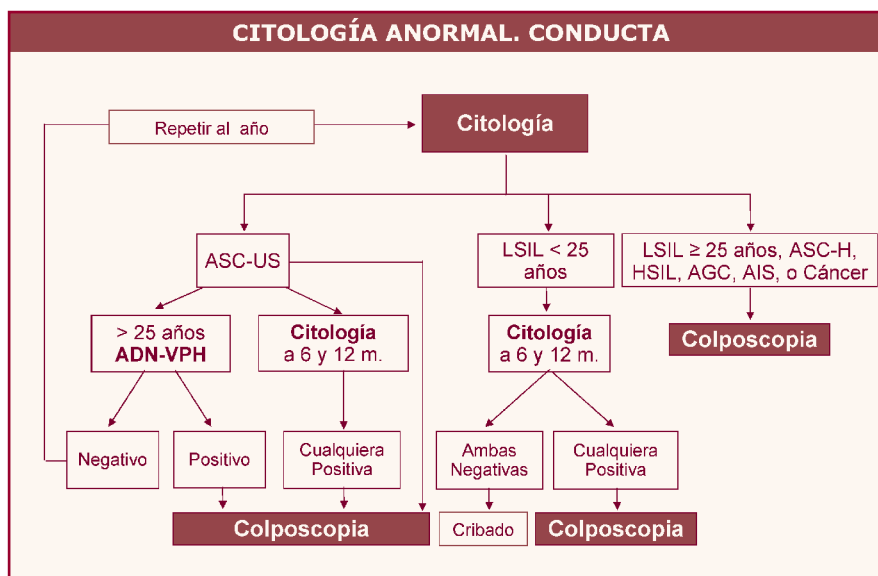 CITOLOGÍA ANORMAL. CONDUCTA
Repetir al año
Citología
ASC-US
LSIL < 25
años
LSIL ≥ 25 años, ASC-H,
HSIL, AGC, AIS, o Cáncer
> 25 años
ADN-VPH
Citología
a 6 y 12 m.
Citología
a 6 y 12 m.
Colposcopia
Negativo
Positivo
Cualquiera
Positiva
Ambas
Negativas
Cualquiera
Positiva
Colposcopia
Cribado
Colposcopia